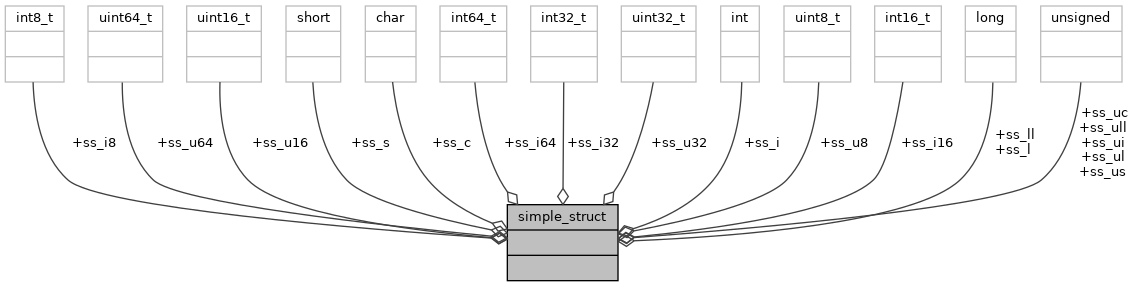 int8_t
uint64_t
uint16_t
short
char
int64_t
int32_t
uint32_t
int
uint8_t
int16_t
long
unsigned
+ss_i8
+ss_u64
+ss_u16
+ss_s
+ss_c
+ss_i64
+ss_i32
+ss_u32
+ss_i
+ss_u8
+ss_i16
+ss_ll
+ss_l
+ss_uc
+ss_ull
+ss_ui
+ss_ul
+ss_us
simple_struct